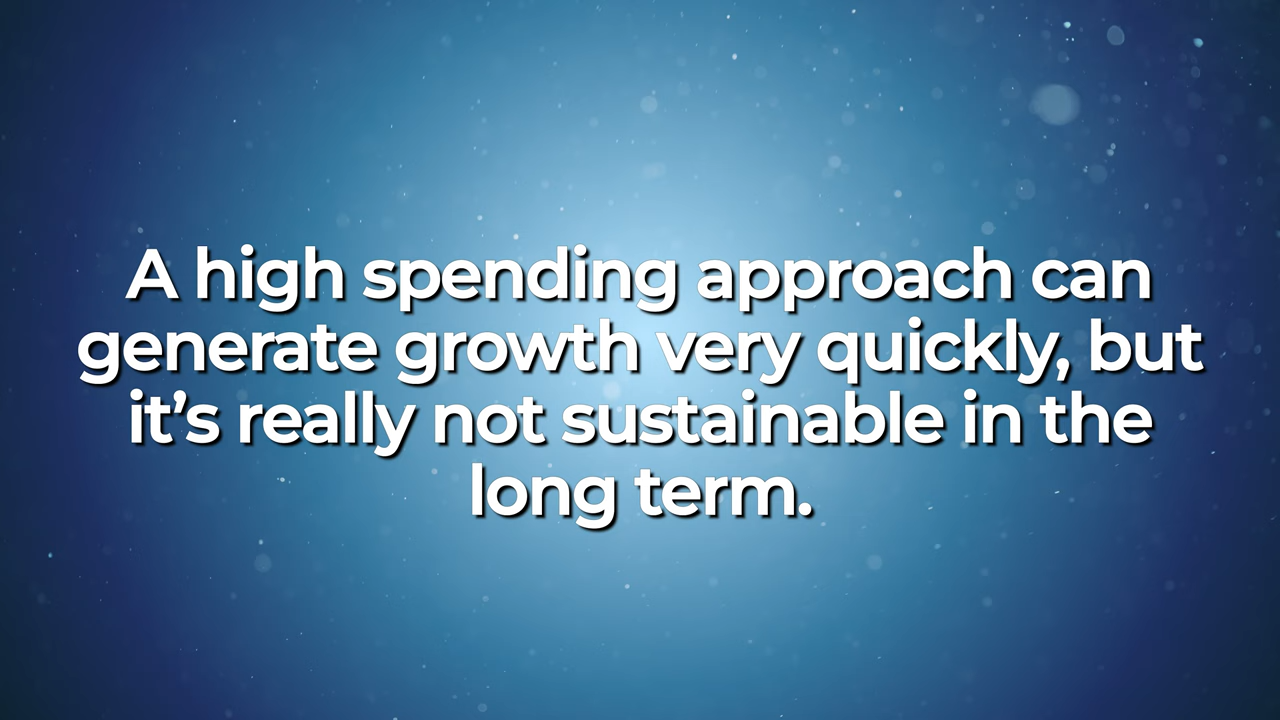 A high spending approach can
generate growth very quickly, but
it’s really not sustainable in the
long term.